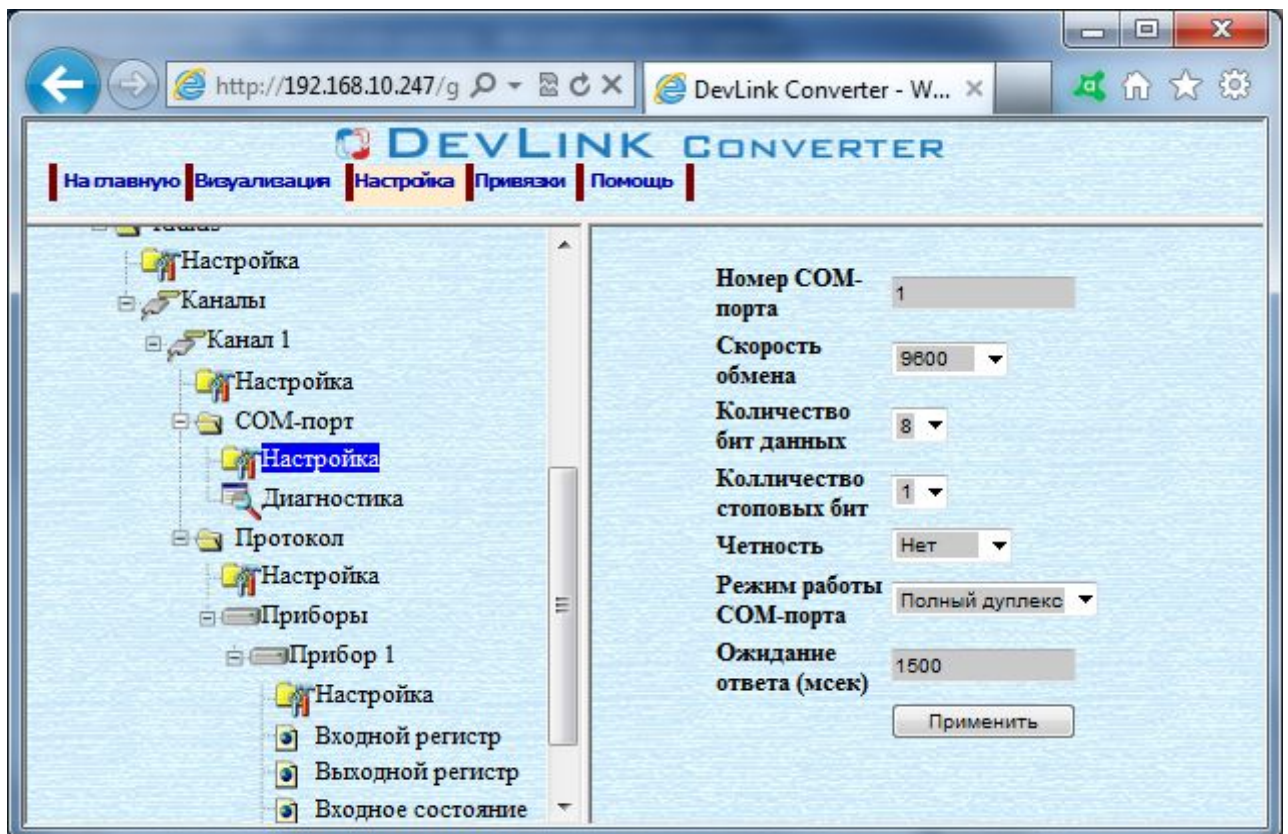 http://192.168.10.247/g
DevLink Converter - W...
DEVLINK CONVERTER
На главную Визуализация Настройка Привязки Помощь
Настройка
Каналы
Канал 1
Настройка
COM-порт
Настройка
Диагностика
Протокол
Настройка
Приборы
Прибор 1
Настройка
Входной регистр
Выходной регистр
Входное состояние
Номер COM-
порта
1
Скорость
обмена
9600
Количество
бит данных
8
Колличество
стоповых бит
1
Четность
Нет
Режим работы
COM-порта
Полный дуплекс
Ожидание
ответа (мсек)
1500
Применить